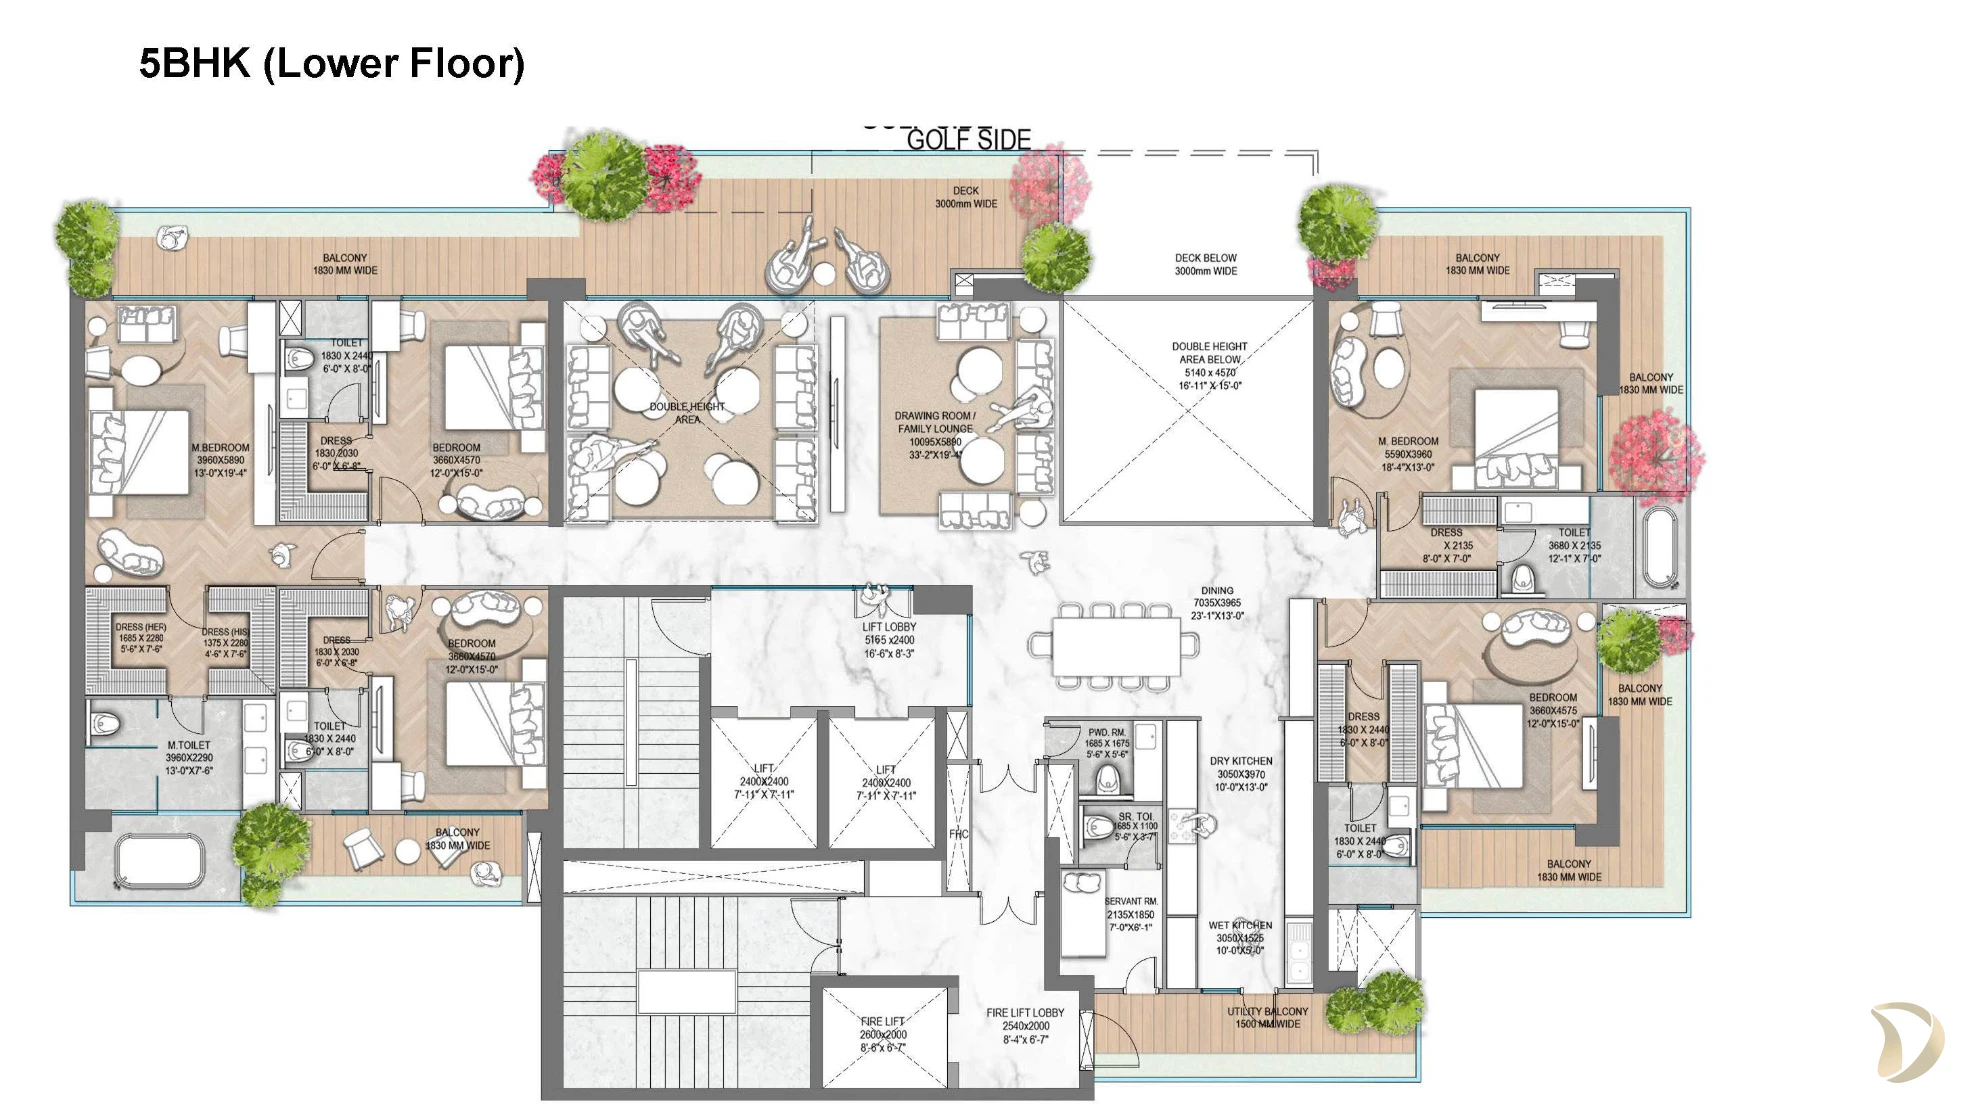 5BHK (Lower Floor)
GOLF SIDE
GOLF SIDE
DECK
3000mm WIDE
BALCONY
1830 MM WIDE
DECK BELOW
3000mm WIDE
BALCONY
1830 MM WIDE
TOILET
1830 X 2440
6'-0" X 8'-0"
DOUBLE HEIGHT
AREA BELOW
5140 x 4570
16'-11" X 15'-0"
BALCONY
1830 MM WIDE
M.BEDROOM
3960X5890
13'-0"X19'-4"
DRESS
1830 2030
6'-0" X 6'-8"
BEDROOM
3660X4570
12'-0"X15'-0"
DOUBLE HEIGHT
AREA
DRAWING ROOM /
FAMILY LOUNGE
10095X5890
33'-2"X19'-4"
M. BEDROOM
5590X3960
18'-4"X13'-0"
DRESS
X 2135
8'-0" X 7'-0"
TOILET
3680 X 2135
12'-1" X 7'-0"
DRESS (HER)
1685 X 2280
5'-6" X 7'-6"
DRESS (HIS)
1375 X 2280
4'-6" X 7'-6"
DRESS
1830 X 2030
6'-0" X 6'-8"
BEDROOM
3660X4570
12'-0"X15'-0"
LIFT LOBBY
5165 x2400
16'-6"x 8'-3"
DINING
7035X3965
23'-1"X13'-0"
BEDROOM
3660X4575
12'-0"X15'-0"
BALCONY
1830 MM WIDE
M.TOILET
3960X2290
13'-0"X7'-6"
TOILET
1830 X 2440
6'-0" X 8'-0"
LIFT
2400X2400
7'-11" X 7'-11"
LIFT
2400X2400
7'-11" X 7'-11"
PWD. RM.
1685 X 1675
5'-6" X 5'-6"
DRY KITCHEN
3050X3970
10'-0"X13'-0"
DRESS
1830 X 2440
6'-0" X 8'-0"
BALCONY
1830 MM WIDE
FHC
SR. TOI.
1685 X 1100
5'-6" X 3'-7"
TOILET
1830 X 2440
6'-0" X 8'-0"
BALCONY
1830 MM WIDE
SERVANT RM.
2135X1850
7'-0"X6'-1"
WET KITCHEN
3050X1525
10'-0"X5'-0"
FIRE LIFT
2600x2000
8'-6"x 6'-7"
FIRE LIFT LOBBY
2540x2000
8'-4"x 6'-7"
UTILITY BALCONY
1500 MM WIDE